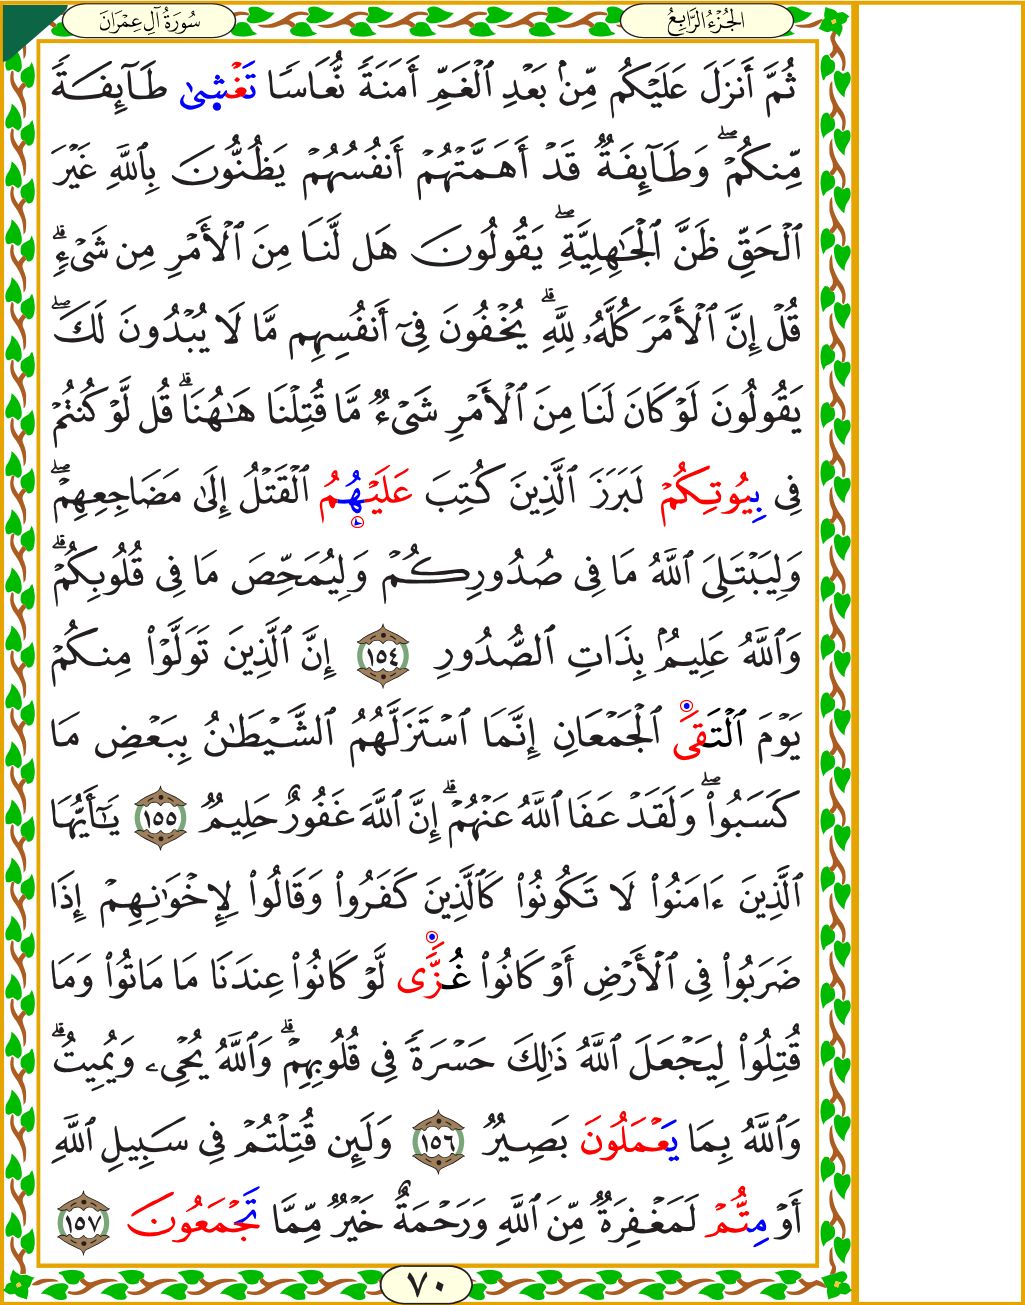 سُورَةُ آلِ عِمْرَانَ
الجُزْءُ الرَّابِعُ
ثُمَّ أَنزَلَ عَلَيْكُم مِّنۢ بَعْدِ ٱلْغَمِّ أَمَنَةً نُّعَاسًا تَغْشِىٰ طَآئِفَةً
مِّنكُمْۖ وَطَآئِفَةٌ قَدْ أَهَمَّتْهُمْ أَنفُسُهُمْ يَظُنُّونَ بِٱللَّهِ غَيْرَ
ٱلْحَقِّ ظَنَّ ٱلْجَٰهِلِيَّةِۖ يَقُولُونَ هَل لَّنَا مِنَ ٱلْأَمْرِ مِن شَىْءٍۗ
قُلْ إِنَّ ٱلْأَمْرَ كُلَّهُۥ لِلَّهِۗ يُخْفُونَ فِىٓ أَنفُسِهِم مَّا لَا يُبْدُونَ لَكَۖ
يَقُولُونَ لَوْ كَانَ لَنَا مِنَ ٱلْأَمْرِ شَىْءٌ مَّا قُتِلْنَا هَٰهُنَاۗ قُل لَّوْ كُنتُمْ
فِى بِيُوتِكُمْ لَبَرَزَ ٱلَّذِينَ كُتِبَ عَلَيْهُمُ ٱلْقَتْلُ إِلَىٰ مَضَاجِعِهِمْۖ
وَلِيَبْتَلِىَ ٱللَّهُ مَا فِى صُدُورِكُمْ وَلِيُمَحِّصَ مَا فِى قُلُوبِكُمْۗ
وَٱللَّهُ عَلِيمٌۢ بِذَاتِ ٱلصُّدُورِ ١٥٤ إِنَّ ٱلَّذِينَ تَوَلَّوْا۟ مِنكُمْ
يَوْمَ ٱلْتَقَى ٱلْجَمْعَانِ إِنَّمَا ٱسْتَزَلَّهُمُ ٱلشَّيْطَٰنُ بِبَعْضِ مَا
كَسَبُوا۟ۖ وَلَقَدْ عَفَا ٱللَّهُ عَنْهُمْۗ إِنَّ ٱللَّهَ غَفُورٌ حَلِيمٌ ١٥٥ يَٰٓأَيُّهَا
ٱلَّذِينَ ءَامَنُوا۟ لَا تَكُونُوا۟ كَٱلَّذِينَ كَفَرُوا۟ وَقَالُوا۟ لِإِخْوَٰنِهِمْ إِذَا
ضَرَبُوا۟ فِى ٱلْأَرْضِ أَوْ كَانُوا۟ غُزًّى لَّوْ كَانُوا۟ عِندَنَا مَا مَاتُوا۟ وَمَا
قُتِلُوا۟ لِيَجْعَلَ ٱللَّهُ ذَٰلِكَ حَسْرَةً فِى قُلُوبِهِمْۗ وَٱللَّهُ يُحْىِۦ وَيُمِيتُۗ
وَٱللَّهُ بِمَا يَعْمَلُونَ بَصِيرٌ ١٥٦ وَلَئِن قُتِلْتُمْ فِى سَبِيلِ ٱللَّهِ
أَوْ مِتُّمْ لَمَغْفِرَةٌ مِّنَ ٱللَّهِ وَرَحْمَةٌ خَيْرٌ مِّمَّا تَجْمَعُونَ ١٥٧
٧٠